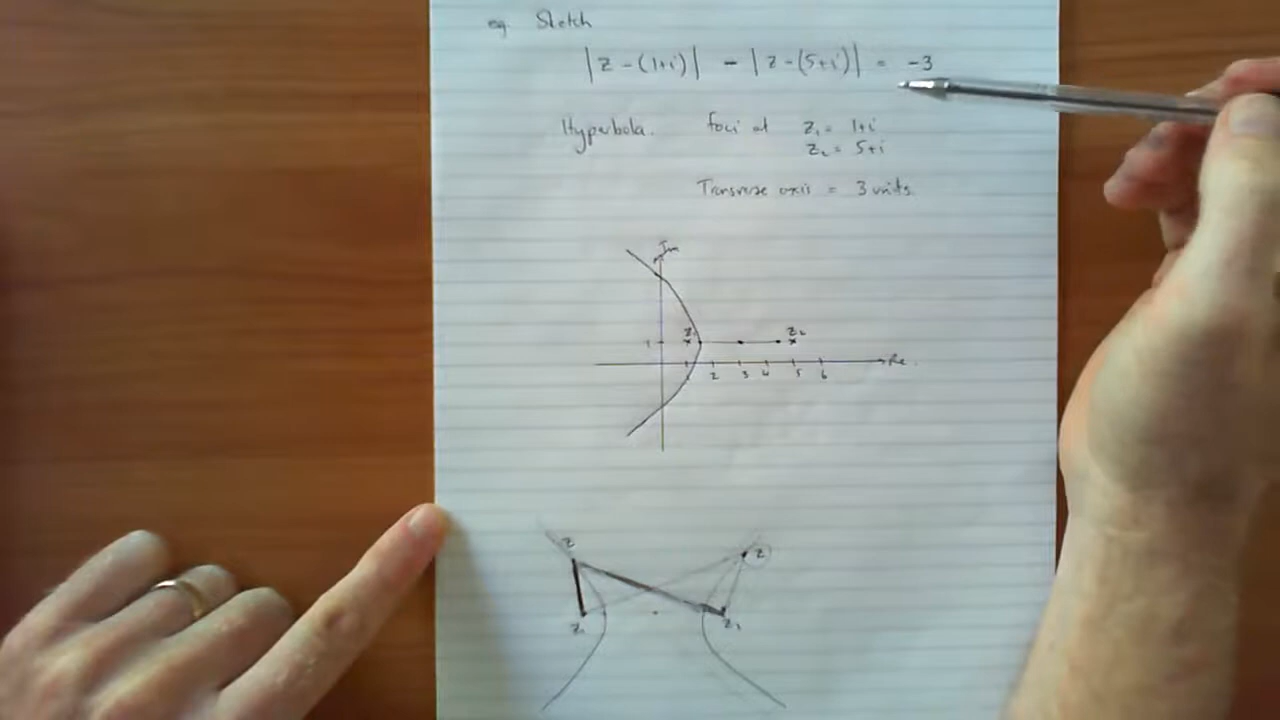 eg. Sketch
|z-(1+i)| - |z-(5+i)| = -3
Hyperbola. foci at z₁ = 1+i
z₂ = 5+i
Transverse axis = 3 units.
Im
z₁ z₂
1
Re
2 3 4 5 6
z z
z₁ z₂